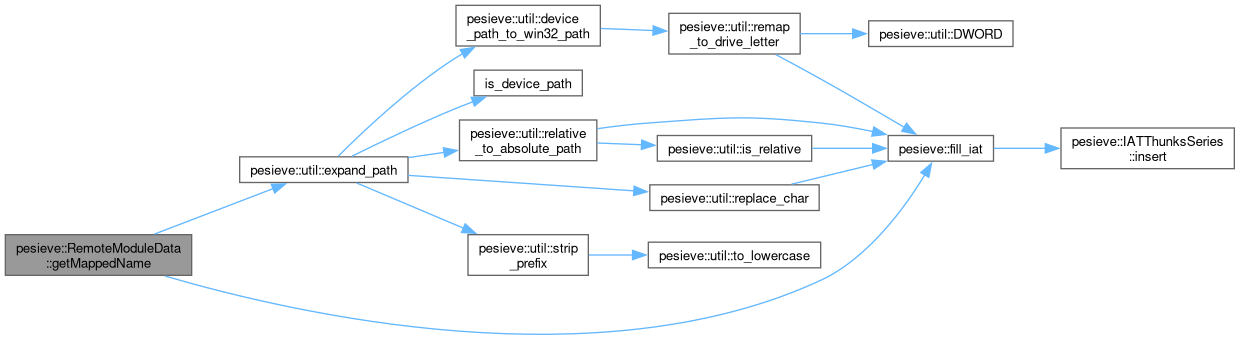 pesieve::util::device
_path_to_win32_path
pesieve::util::remap
_to_drive_letter
pesieve::util::DWORD
is_device_path
pesieve::util::relative
_to_absolute_path
pesieve::util::is_relative
pesieve::fill_iat
pesieve::IATThunksSeries
::insert
pesieve::util::expand_path
pesieve::util::replace_char
pesieve::RemoteModuleData
::getMappedName
pesieve::util::strip
_prefix
pesieve::util::to_lowercase